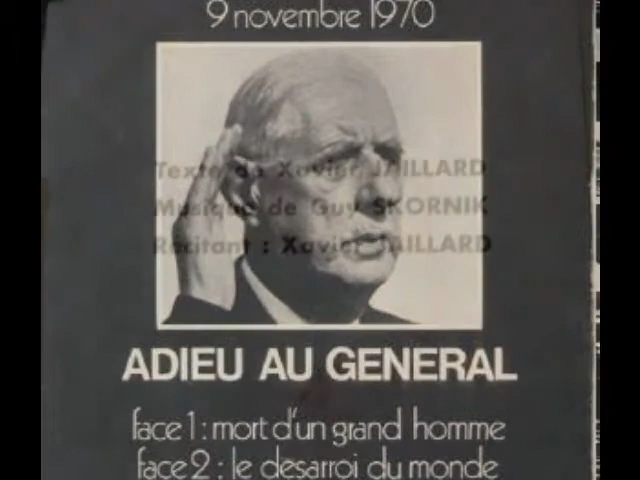 9 novembre 1970
Texte de Xavier JAILLARD
Musique de Guy SKORNIK
Récitant : Xavier JAILLARD
ADIEU AU GENERAL
face 1 : mort d'un grand homme
face 2 : le désarroi du monde